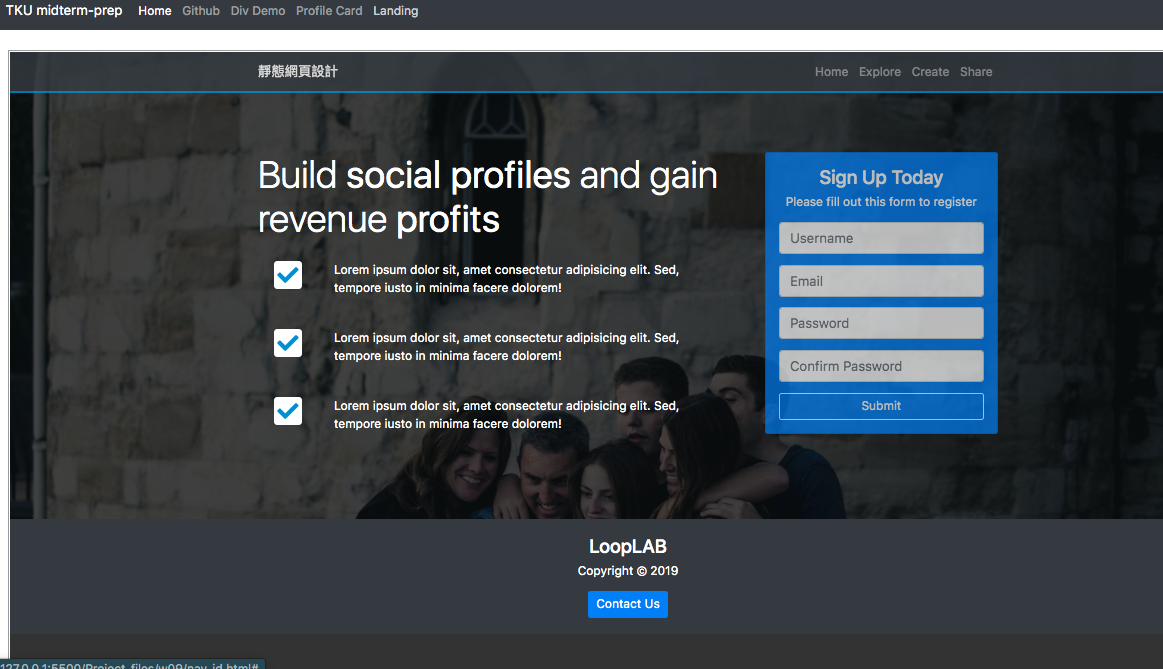 TKU midterm-prep Home Github Div Demo Profile Card Landing
靜態網頁設計 Home Explore Create Share
Build social profiles and gain
revenue profits
Lorem ipsum dolor sit, amet consectetur adipisicing elit. Sed,
tempore iusto in minima facere dolorem!
Lorem ipsum dolor sit, amet consectetur adipisicing elit. Sed,
tempore iusto in minima facere dolorem!
Lorem ipsum dolor sit, amet consectetur adipisicing elit. Sed,
tempore iusto in minima facere dolorem!
Sign Up Today
Please fill out this form to register
Username
Email
Password
Confirm Password
Submit
LoopLAB
Copyright © 2019
Contact Us
127.0.0.1:5500/Project_files/w09/nav_id.html#